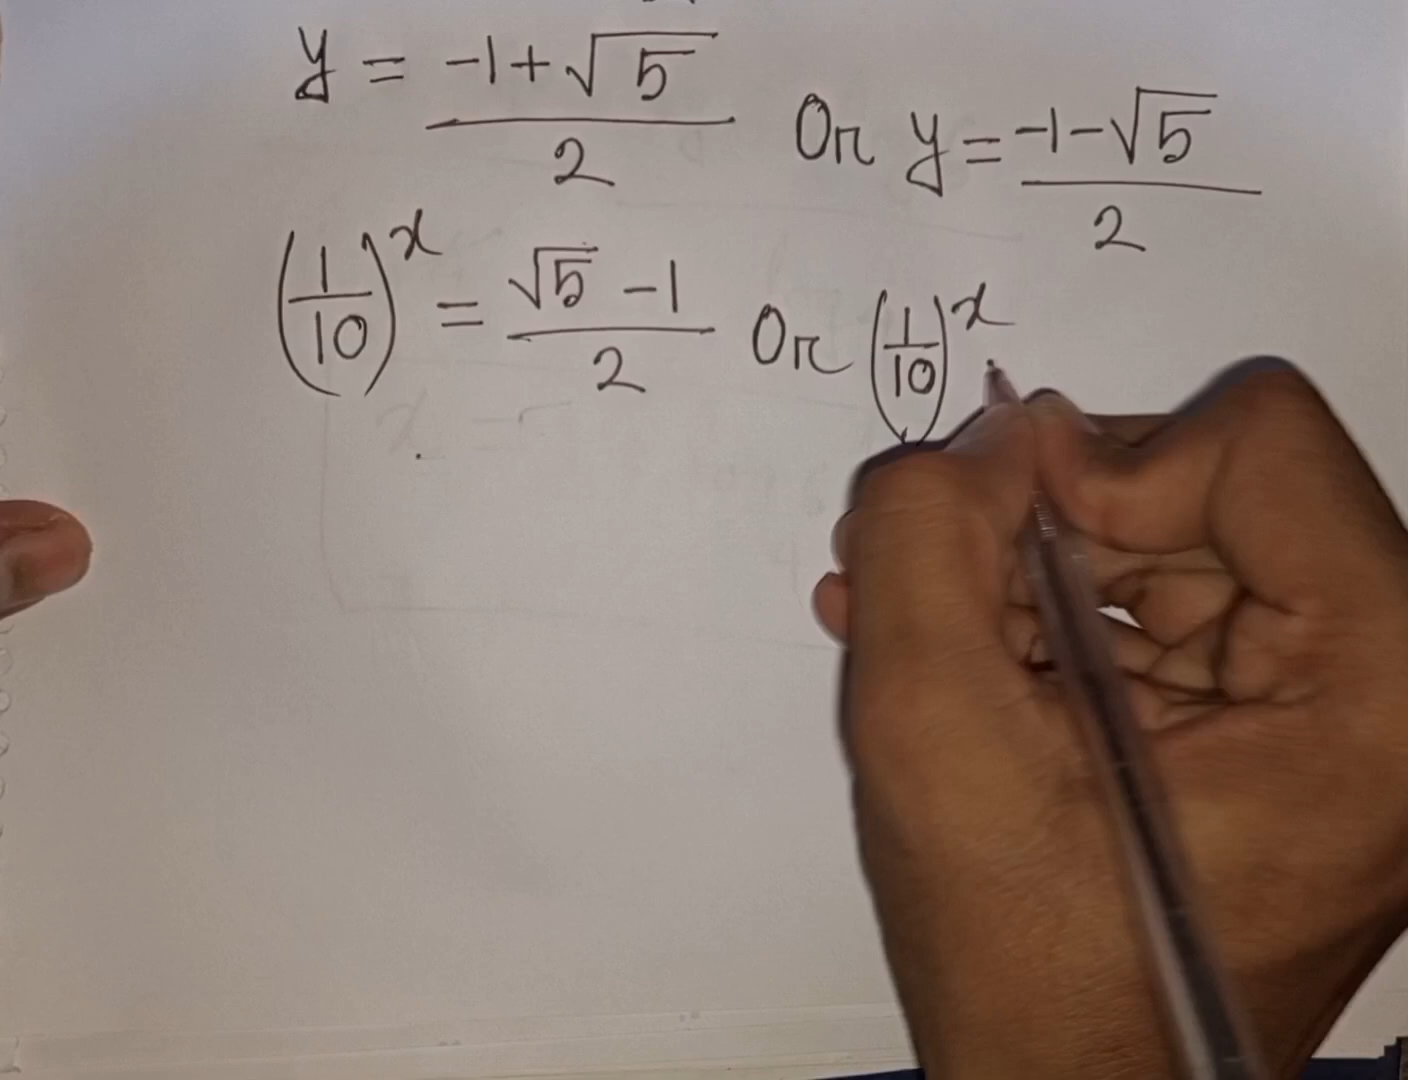 y = (-1+√5)/2 Or y = (-1-√5)/2
(1/10)^x = (√5 -1)/2 Or (1/10)^x